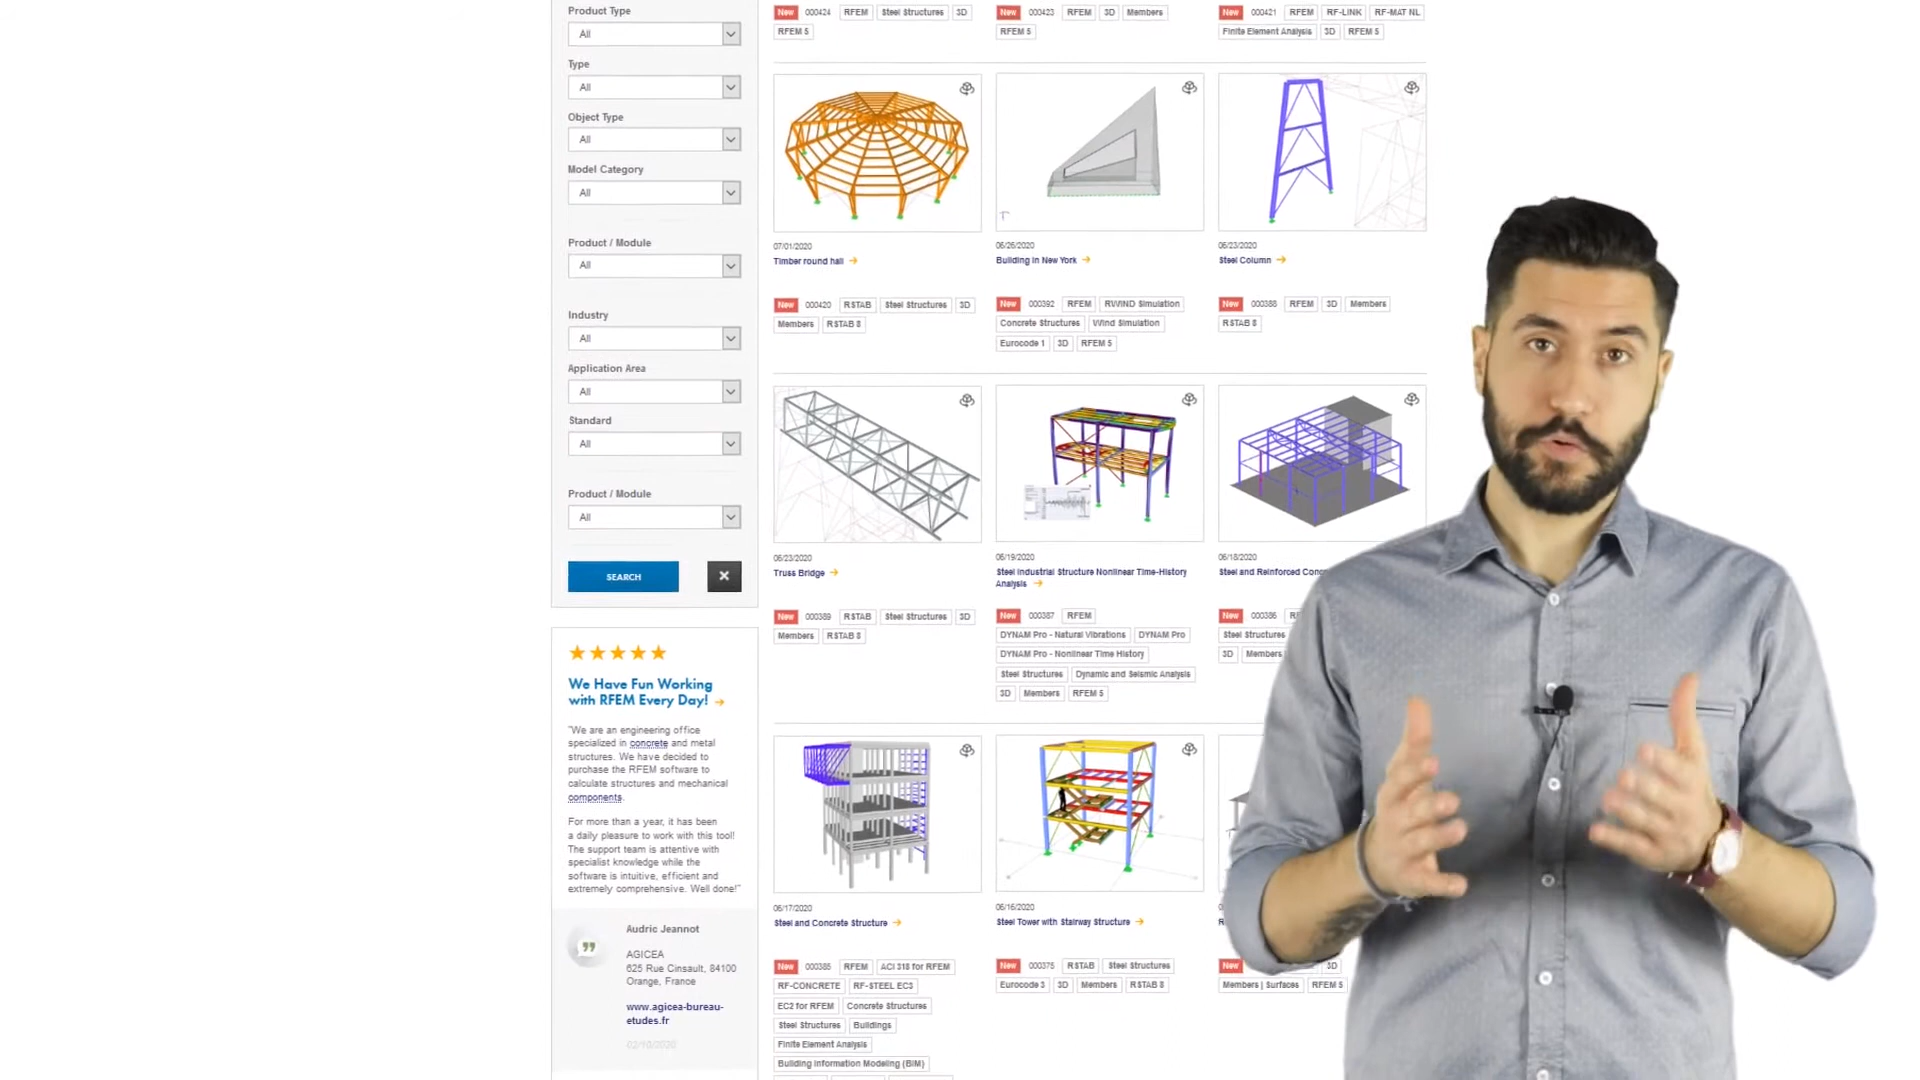 Product Type
All
Type
All
Object Type
All
Model Category
All
Product / Module
All
Industry
All
Application Area
All
Standard
All
Product / Module
All
SEARCH
We Have Fun Working
with RFEM Every Day!
"We are an engineering office
specialized in concrete and metal
structures. We have decided to
purchase the RFEM software to
calculate structures and mechanical
components.
For more than a year, it has been
a daily pleasure to work with this tool!
The support team is attentive with
specialist knowledge while the
software is intuitive, efficient and
extremely comprehensive. Well done!"
Audric Jeannot
AGICEA
625 Rue Cinsault, 84100
Orange, France
www.agicea-bureau-
etudes.fr
02/10/2020
New 000424 RFEM Steel Structures 3D
RFEM 5
New 000423 RFEM 3D Members
RFEM 5
New 000421 RFEM RF-LINK RF-MAT NL
Finite Element Analysis 3D RFEM 5
07/01/2020
Timber round hall
New 000420 RSTAB Steel Structures 3D
Members RSTAB 8
06/26/2020
Building in New York
New 000392 RFEM RWIND Simulation
Concrete Structures Wind Simulation
Eurocode 1 3D RFEM 5
06/23/2020
Steel Column
New 000388 RFEM 3D Members
RSTAB 8
06/23/2020
Truss Bridge
New 000389 RSTAB Steel Structures 3D
Members RSTAB 8
06/19/2020
Steel Industrial Structure Nonlinear Time-History
Analysis
New 000387 RFEM
DYNAM Pro - Natural Vibrations DYNAM Pro
DYNAM Pro - Nonlinear Time History
Steel Structures Dynamic and Seismic Analysis
3D Members RFEM 5
06/18/2020
Steel and Reinforced
New 000386
Steel Structures
3D Members
06/17/2020
Steel and Concrete Structure
New 000385 RFEM ACI 318 for RFEM
RF-CONCRETE RF-STEEL EC3
EC2 for RFEM Concrete Structures
Steel Structures Buildings
Finite Element Analysis
Building Information Modeling (BIM)
06/16/2020
Steel Tower with Stairway Structure
New 000375 RSTAB Steel Structures
Eurocode 3 3D Members RSTAB 8
New 3D
Members | Surfaces RFEM 5